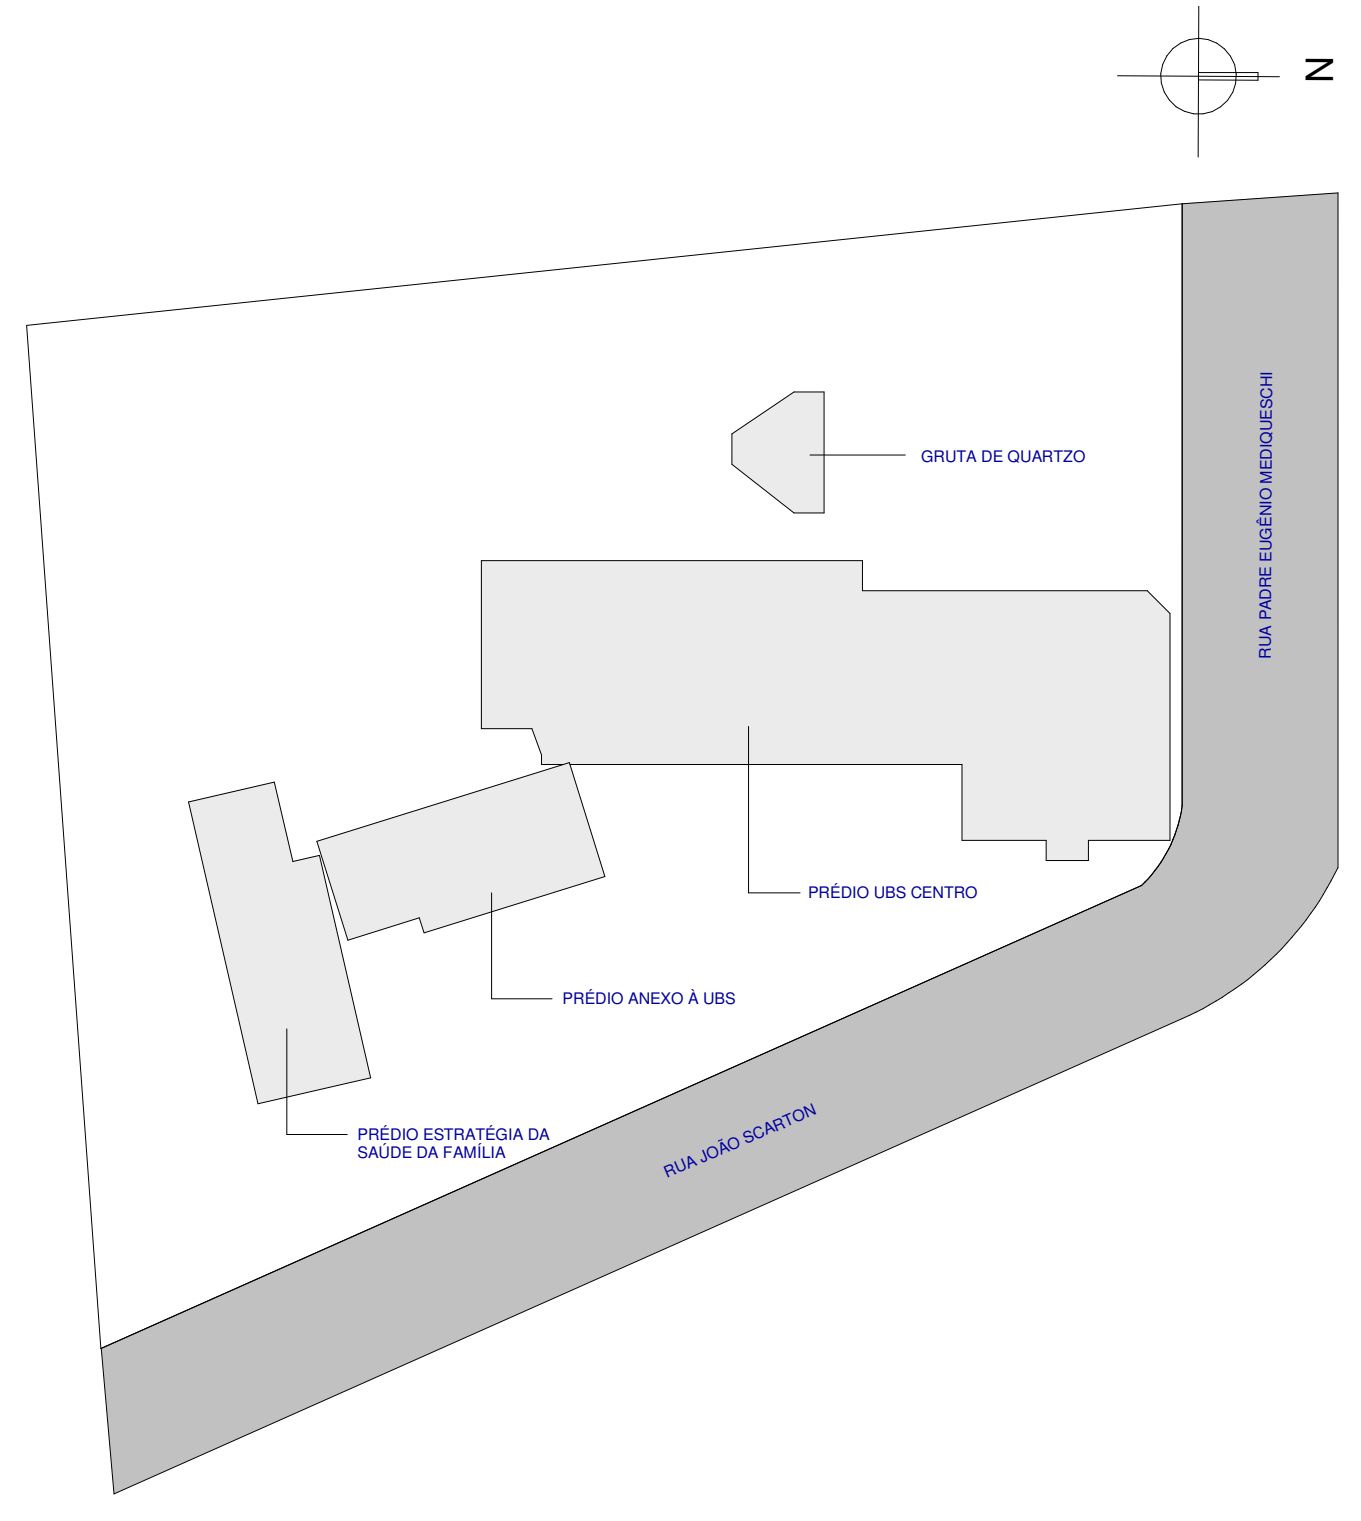 N
RUA PADRE EUGÊNIO MEDIQUESCHI
GRUTA DE QUARTZO
PRÉDIO UBS CENTRO
PRÉDIO ANEXO À UBS
PRÉDIO ESTRATÉGIA DA
SAÚDE DA FAMÍLIA
RUA JOÃO SCARTON